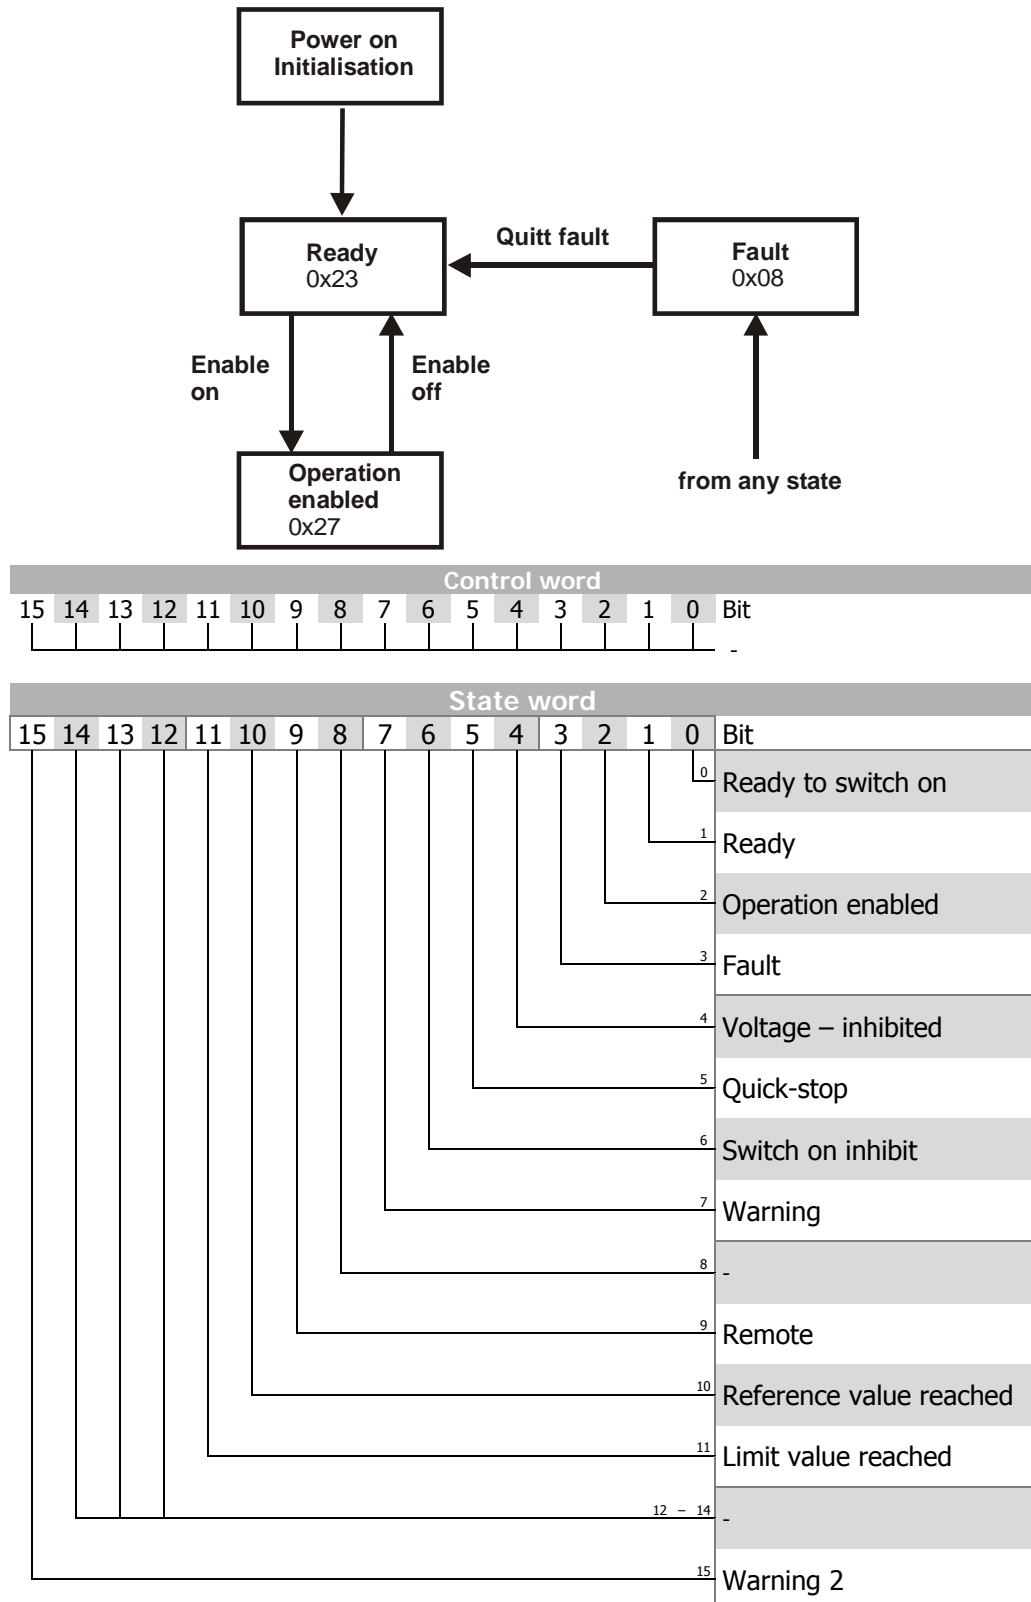 Power on
Initialisation
Ready
0x23
Quitt fault
Fault
0x08
Enable
on
Enable
off
Operation
enabled
0x27
from any state
Control word
15 14 13 12 11 10 9 8 7 6 5 4 3 2 1 0 Bit
-
State word
15 14 13 12 11 10 9 8 7 6 5 4 3 2 1 0 Bit
0 Ready to switch on
1 Ready
2 Operation enabled
3 Fault
4 Voltage – inhibited
5 Quick-stop
6 Switch on inhibit
7 Warning
8 -
9 Remote
10 Reference value reached
11 Limit value reached
12 – 14 -
15 Warning 2